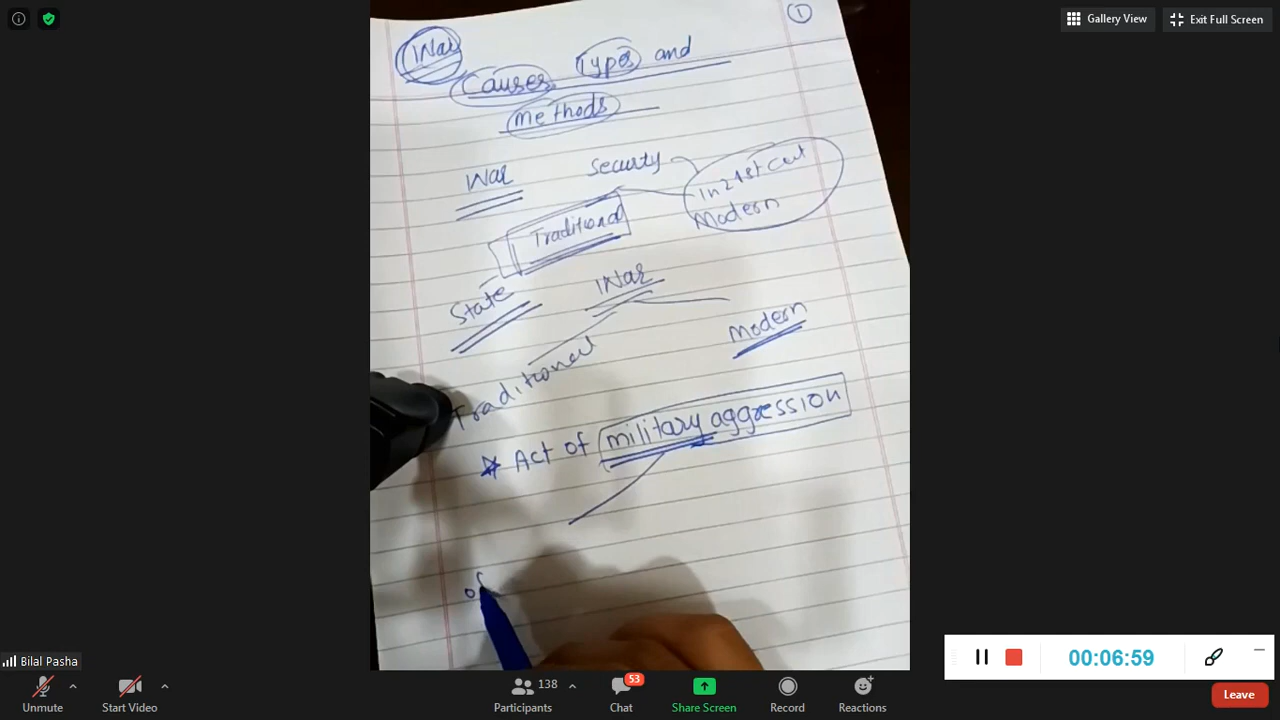 Gallery View
Exit Full Screen
1
War
Causes Types and
methods
War Security
in 21st Cent
Modern
Traditional
State War
Modern
Traditional
Act of military aggression
of
Bilal Pasha
00:06:59
Unmute
Start Video
138
Participants
53
Chat
Share Screen
Record
Reactions
Leave